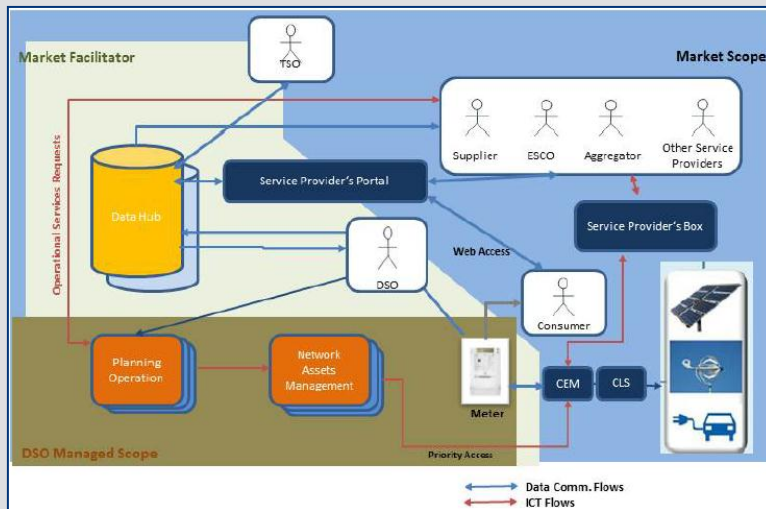 Market Facilitator
TSO
Market Scope
Supplier
ESCO
Aggregator
Other Service
Providers
Operational Services Requests
Data Hub
Service Provider's Portal
Service Provider's Box
Web Access
DSO
Consumer
Planning
Operation
Network
Assets
Management
Meter
CEM
CLS
DSO Managed Scope
Priority Access
Data Comm. Flows
ICT Flows